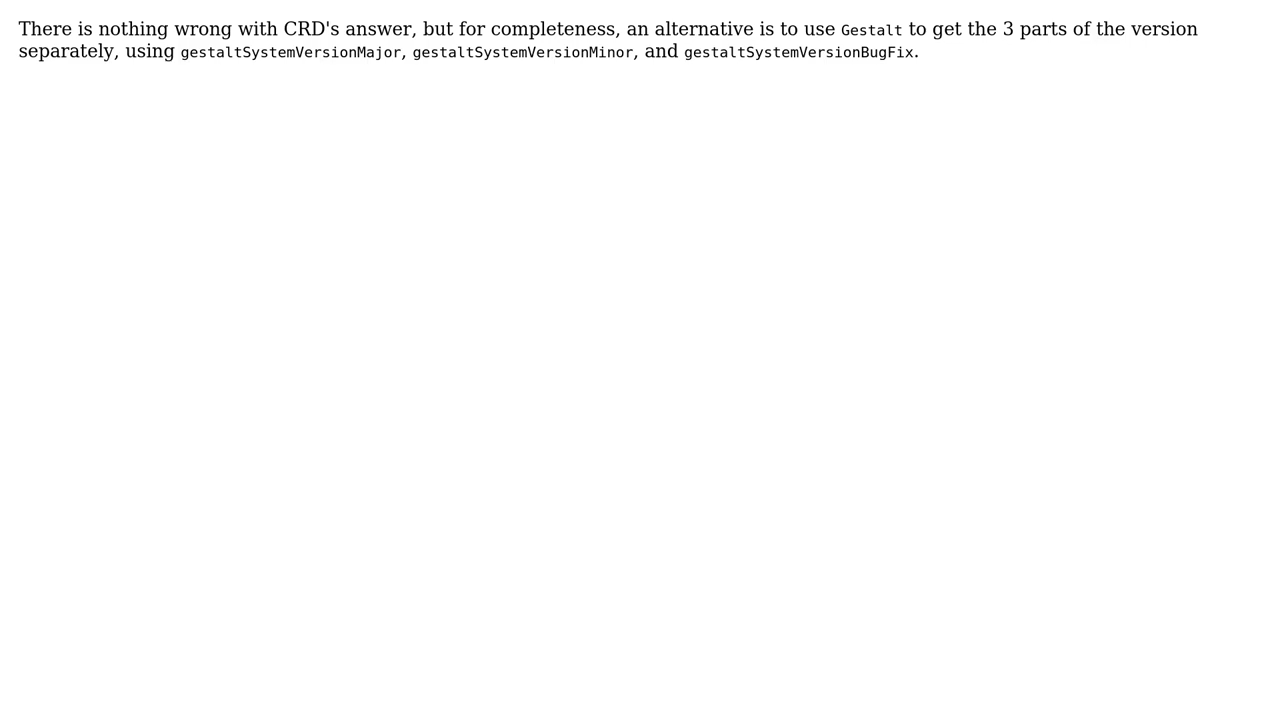 There is nothing wrong with CRD's answer, but for completeness, an alternative is to use Gestalt to get the 3 parts of the version
separately, using gestaltSystemVersionMajor, gestaltSystemVersionMinor, and gestaltSystemVersionBugFix.